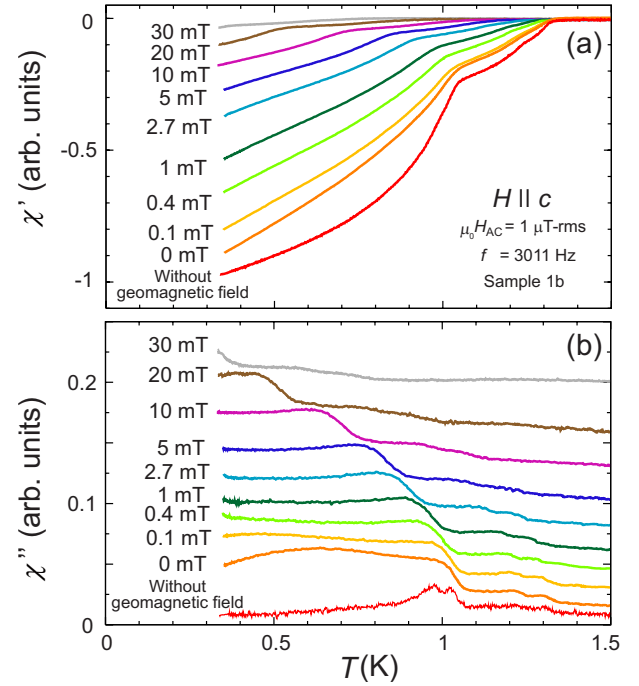 0
-0.5
-1
χ' (arb. units)
(a)
30 mT
20 mT
10 mT
5 mT
2.7 mT
1 mT
0.4 mT
0.1 mT
0 mT
Without
geomagnetic field
H || c
μ₀H_AC = 1 μT-rms
f = 3011 Hz
Sample 1b
(b)
0.2
0.1
0
χ" (arb. units)
30 mT
20 mT
10 mT
5 mT
2.7 mT
1 mT
0.4 mT
0.1 mT
0 mT
Without
geomagnetic field
0 0.5 1 1.5
T(K)